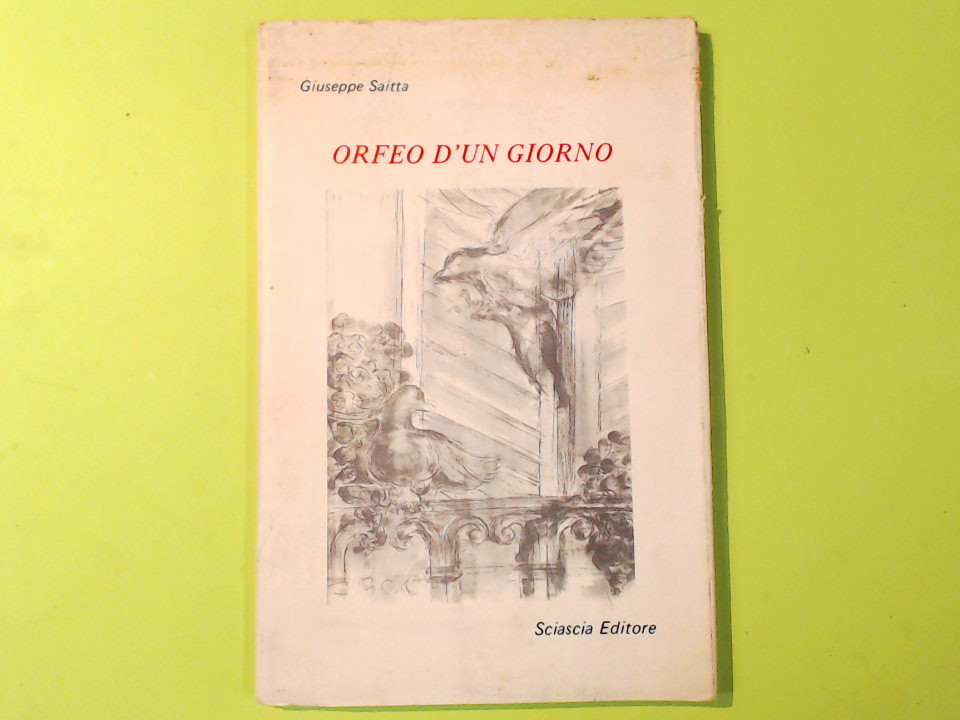 Giuseppe Saitta
ORFEO D'UN GIORNO
Sciascia Editore